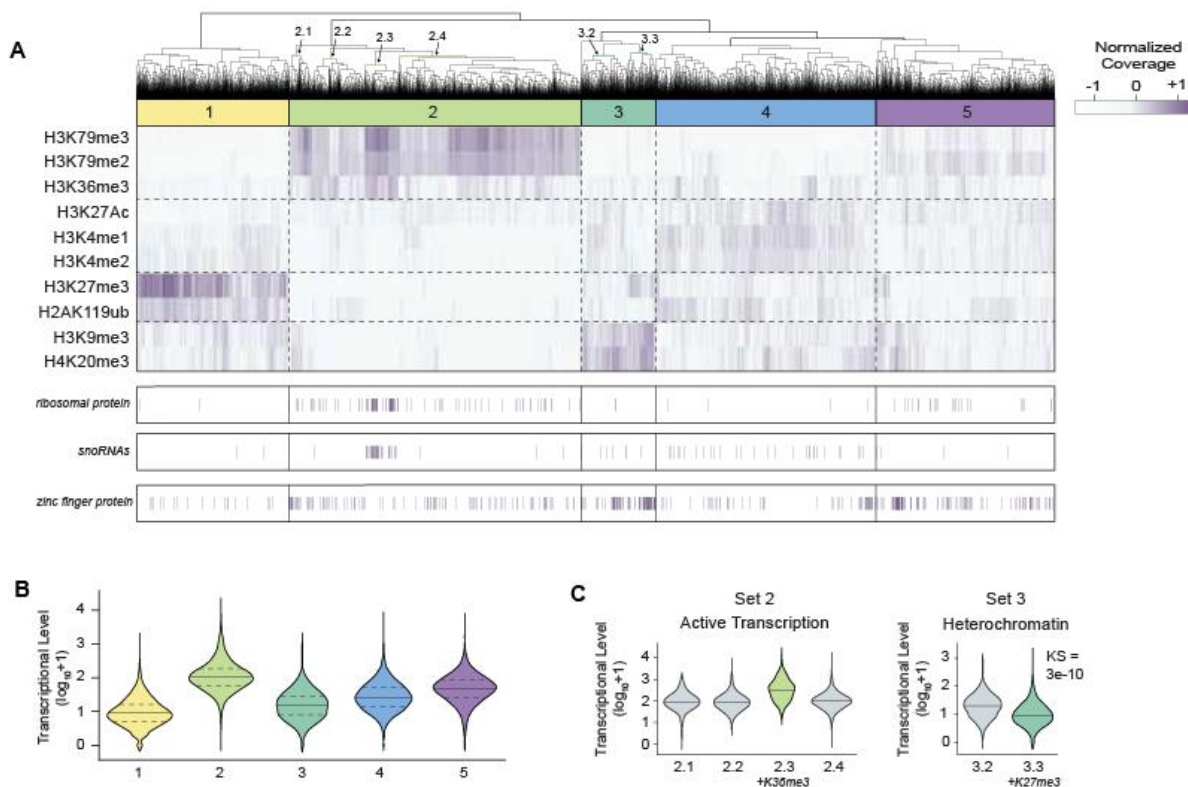 A
2.1
2.2
2.3
2.4
3.2
3.3
Normalized
Coverage
-1 0 +1
1 2 3 4 5
H3K79me3
H3K79me2
H3K36me3
H3K27Ac
H3K4me1
H3K4me2
H3K27me3
H2AK119ub
H3K9me3
H4K20me3
ribosomal protein
snoRNAs
zinc finger protein
B
Transcriptional Level
(log10+1)
4
3
2
1
0
1 2 3 4 5
C
Set 2
Active Transcription
Transcriptional Level
(log10+1)
4
3
2
1
0
2.1 2.2 2.3 2.4
+K36me3
Set 3
Heterochromatin
Transcriptional Level
(log10+1)
3
2
1
0
KS =
3e-10
3.2 3.3
+K27me3